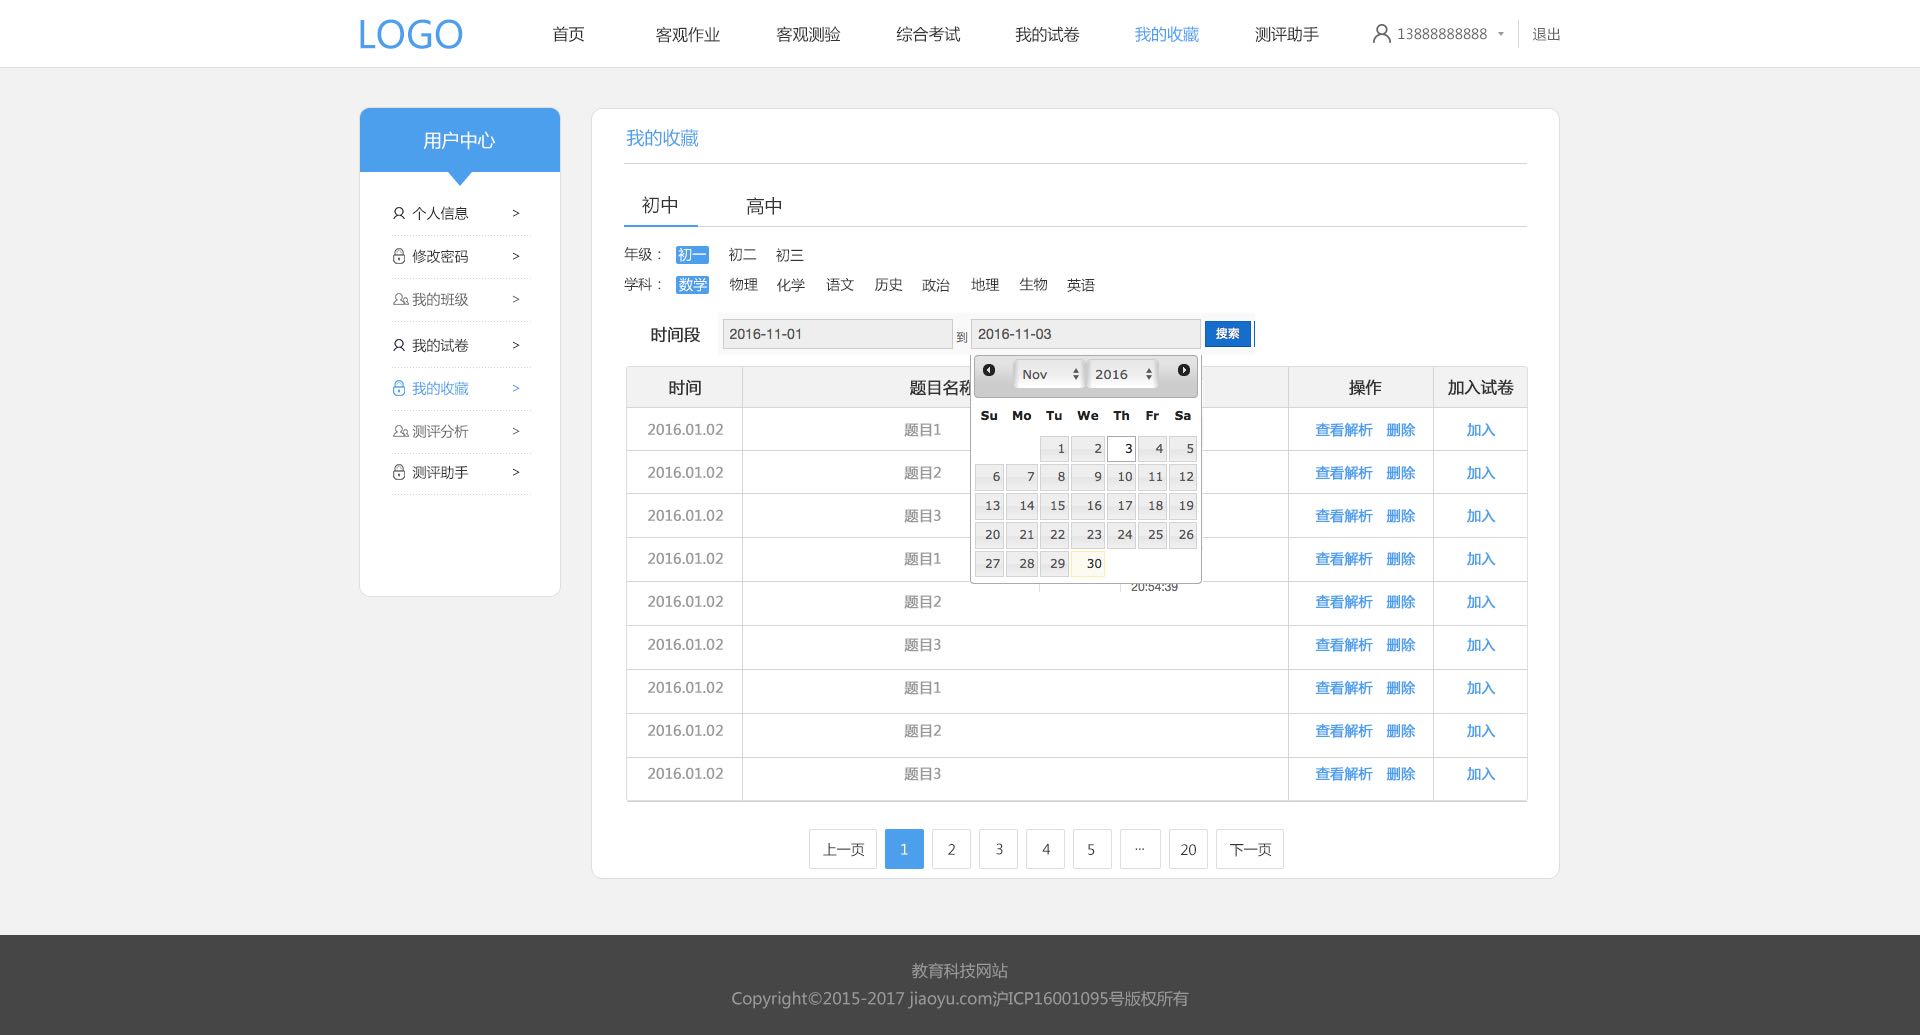 LOGO 首页 客观作业 客观测验 综合考试 我的试卷 我的收藏 测评助手 13888888888 退出
用户中心
个人信息 >
修改密码 >
我的班级 >
我的试卷 >
我的收藏 >
测评分析 >
测评助手 >
我的收藏
初中 高中
年级： 初一 初二 初三
学科： 数学 物理 化学 语文 历史 政治 地理 生物 英语
时间段 2016-11-01 到 2016-11-03 搜索
Nov 2016
Su Mo Tu We Th Fr Sa
1 2 3 4 5
6 7 8 9 10 11 12
13 14 15 16 17 18 19
20 21 22 23 24 25 26
27 28 29 30
20:54:39
时间 题目名称 操作 加入试卷
2016.01.02 题目1 查看解析 删除 加入
2016.01.02 题目2 查看解析 删除 加入
2016.01.02 题目3 查看解析 删除 加入
2016.01.02 题目1 查看解析 删除 加入
2016.01.02 题目2 查看解析 删除 加入
2016.01.02 题目3 查看解析 删除 加入
2016.01.02 题目1 查看解析 删除 加入
2016.01.02 题目2 查看解析 删除 加入
2016.01.02 题目3 查看解析 删除 加入
上一页 1 2 3 4 5 ... 20 下一页
教育科技网站
Copyright©2015-2017 jiaoyu.com沪ICP16001095号版权所有